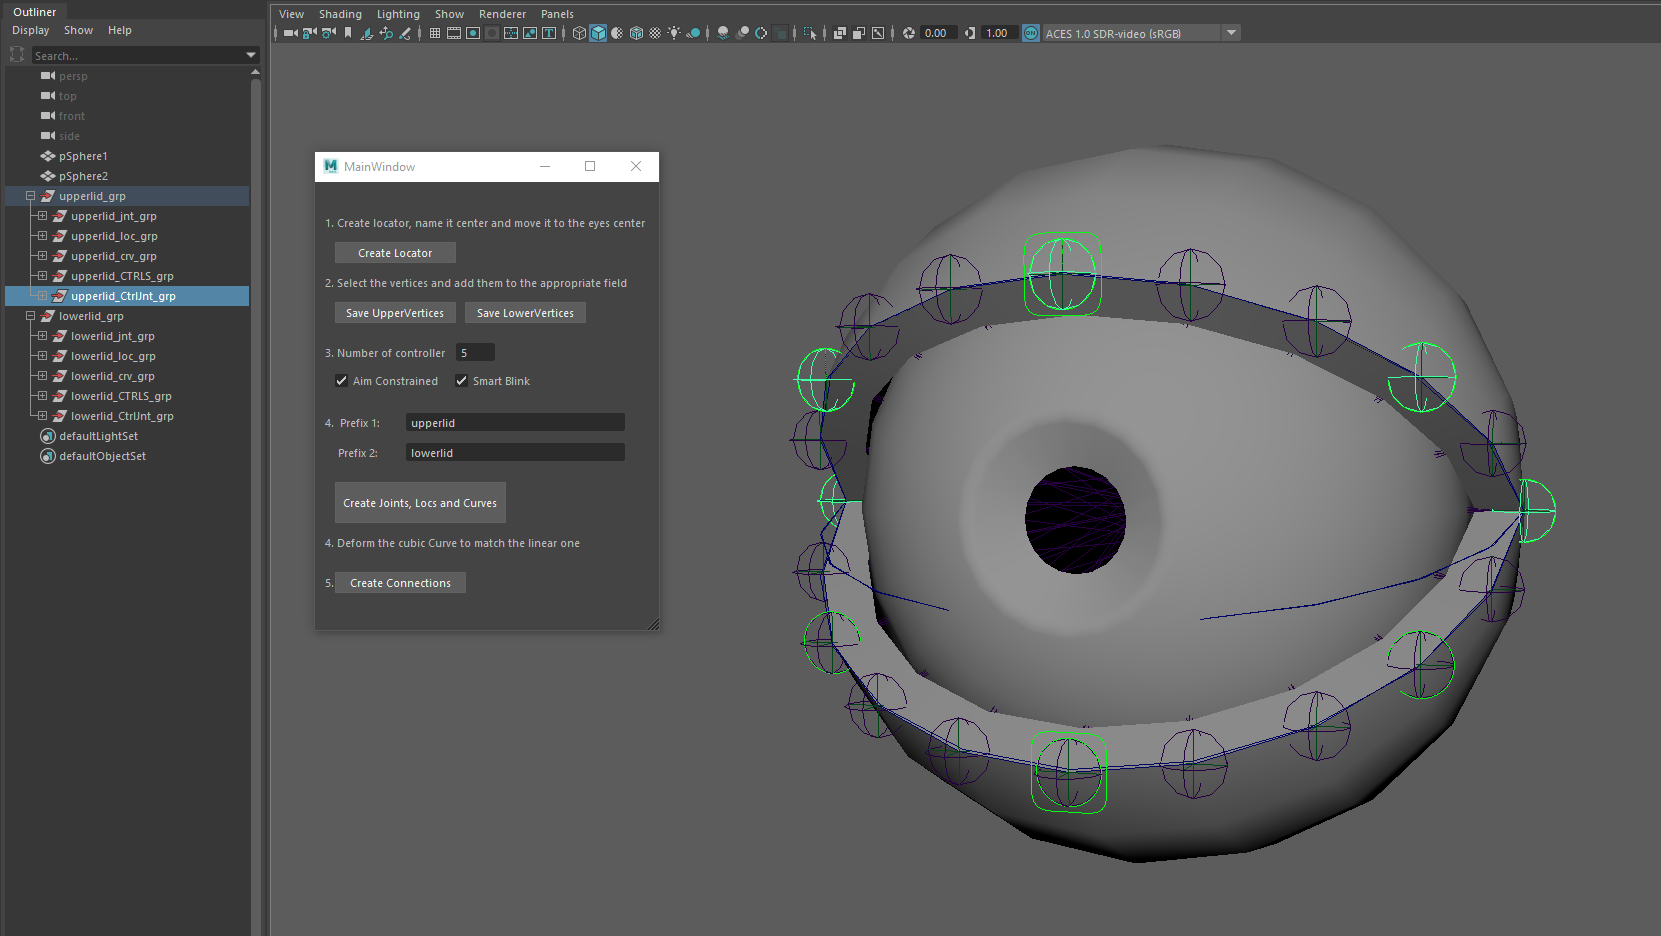 Outliner
Display Show Help
Search...
persp
top
front
side
pSphere1
pSphere2
upperlid_grp
upperlid_jnt_grp
upperlid_loc_grp
upperlid_crv_grp
upperlid_CTRLS_grp
upperlid_CtrlJnt_grp
lowerlid_grp
lowerlid_jnt_grp
lowerlid_loc_grp
lowerlid_crv_grp
lowerlid_CTRLS_grp
lowerlid_CtrlJnt_grp
defaultLightSet
defaultObjectSet
View Shading Lighting Show Renderer Panels
0.00 1.00 ON ACES 1.0 SDR-video (sRGB)
M MainWindow
1. Create locator, name it center and move it to the eyes center
Create Locator
2. Select the vertices and add them to the appropriate field
Save UpperVertices Save LowerVertices
3. Number of controller 5
Aim Constrained Smart Blink
4. Prefix 1: upperlid
Prefix 2: lowerlid
Create Joints, Locs and Curves
4. Deform the cubic Curve to match the linear one
5. Create Connections